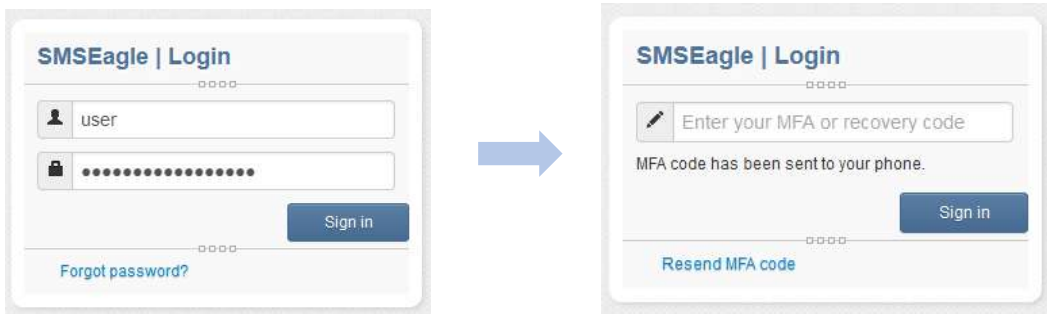 SMSEagle | Login
user
•••••••••••••••••
Sign in
Forgot password?
SMSEagle | Login
Enter your MFA or recovery code
MFA code has been sent to your phone.
Sign in
Resend MFA code